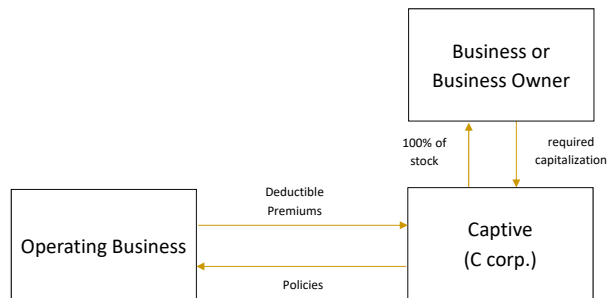 Business or
Business Owner
100% of
stock
required
capitalization
Deductible
Premiums
Operating Business
Captive
(C corp.)
Policies